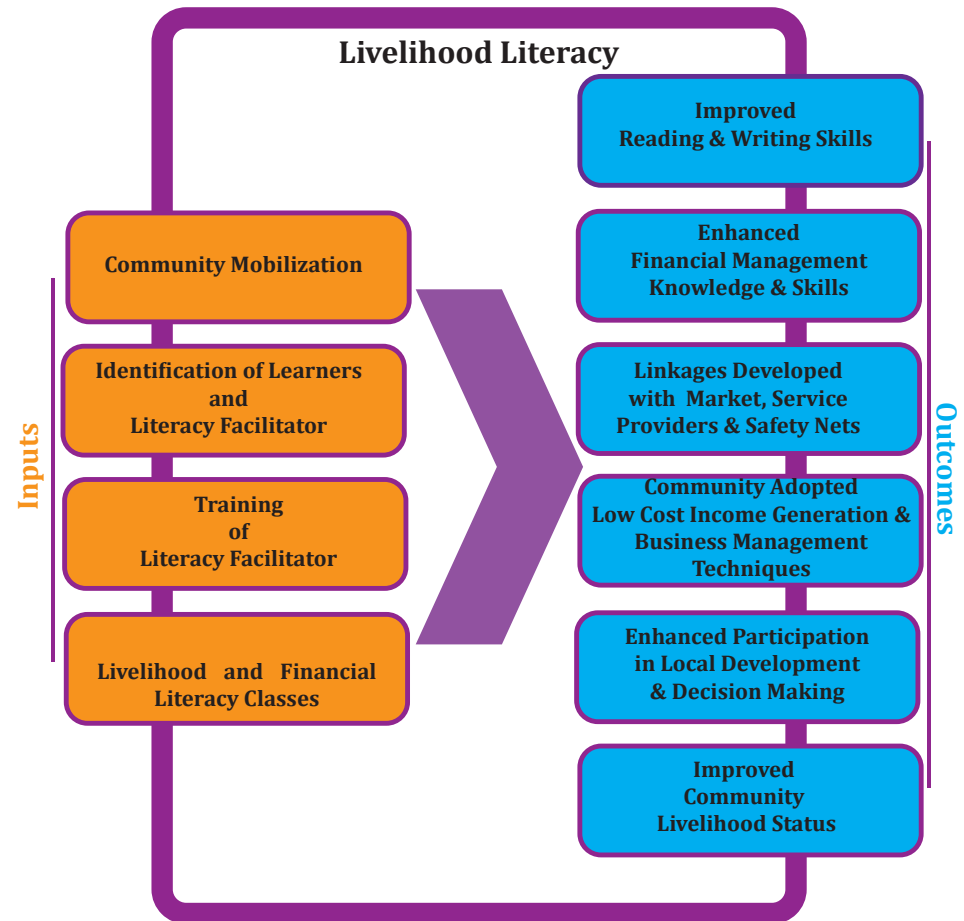 Livelihood Literacy
Inputs
Community Mobilization
Identification of Learners
and
Literacy Facilitator
Training
of
Literacy Facilitator
Livelihood and Financial
Literacy Classes
Improved
Reading & Writing Skills
Enhanced
Financial Management
Knowledge & Skills
Linkages Developed
with Market, Service
Providers & Safety Nets
Community Adopted
Low Cost Income Generation &
Business Management
Techniques
Enhanced Participation
in Local Development
& Decision Making
Improved
Community
Livelihood Status
Outcomes